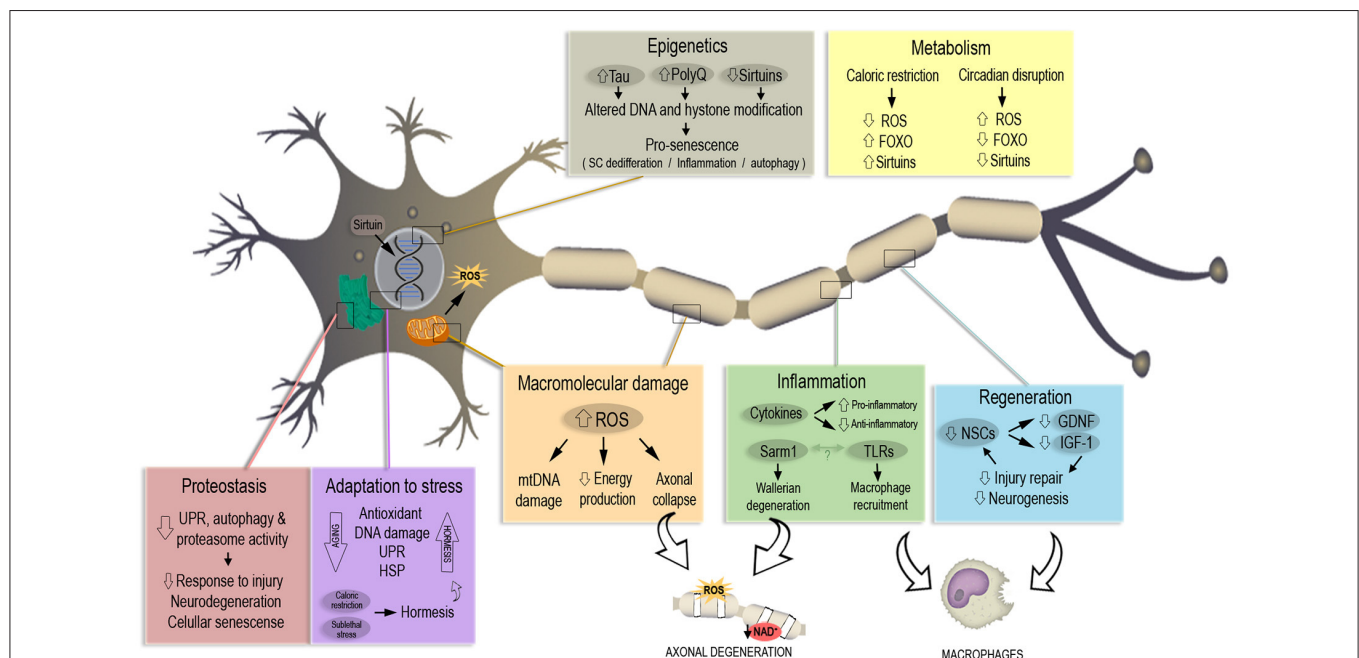 Epigenetics
⇧Tau ⇧PolyQ ⇩Sirtuins
Altered DNA and hystone modification
Pro-senescence
( SC dedifferation / Inflammation / autophagy )
Metabolism
Caloric restriction
⇩ ROS
⇧ FOXO
⇧ Sirtuins
Circadian disruption
⇧ ROS
⇩ FOXO
⇩ Sirtuins
Sirtuin
ROS
Proteostasis
⇩ UPR, autophagy &
proteasome activity
⇩ Response to injury
Neurodegeneration
Celullar senescense
Adaptation to stress
AGING
Antioxidant
DNA damage
UPR
HSP
HORMESIS
Caloric
restriction
Sublethal
stress
Hormesis
Macromolecular damage
⇧ ROS
mtDNA
damage
⇩ Energy
production
Axonal
collapse
Inflammation
Cytokines
⇧ Pro-inflammatory
⇩ Anti-inflammatory
Sarm1 ? TLRs
Wallerian
degeneration
Macrophage
recruitment
Regeneration
⇩ NSCs
⇩ GDNF
⇩ IGF-1
⇩ Injury repair
⇩ Neurogenesis
ROS
NAD+
AXONAL DEGENERATION
MACROPHAGES